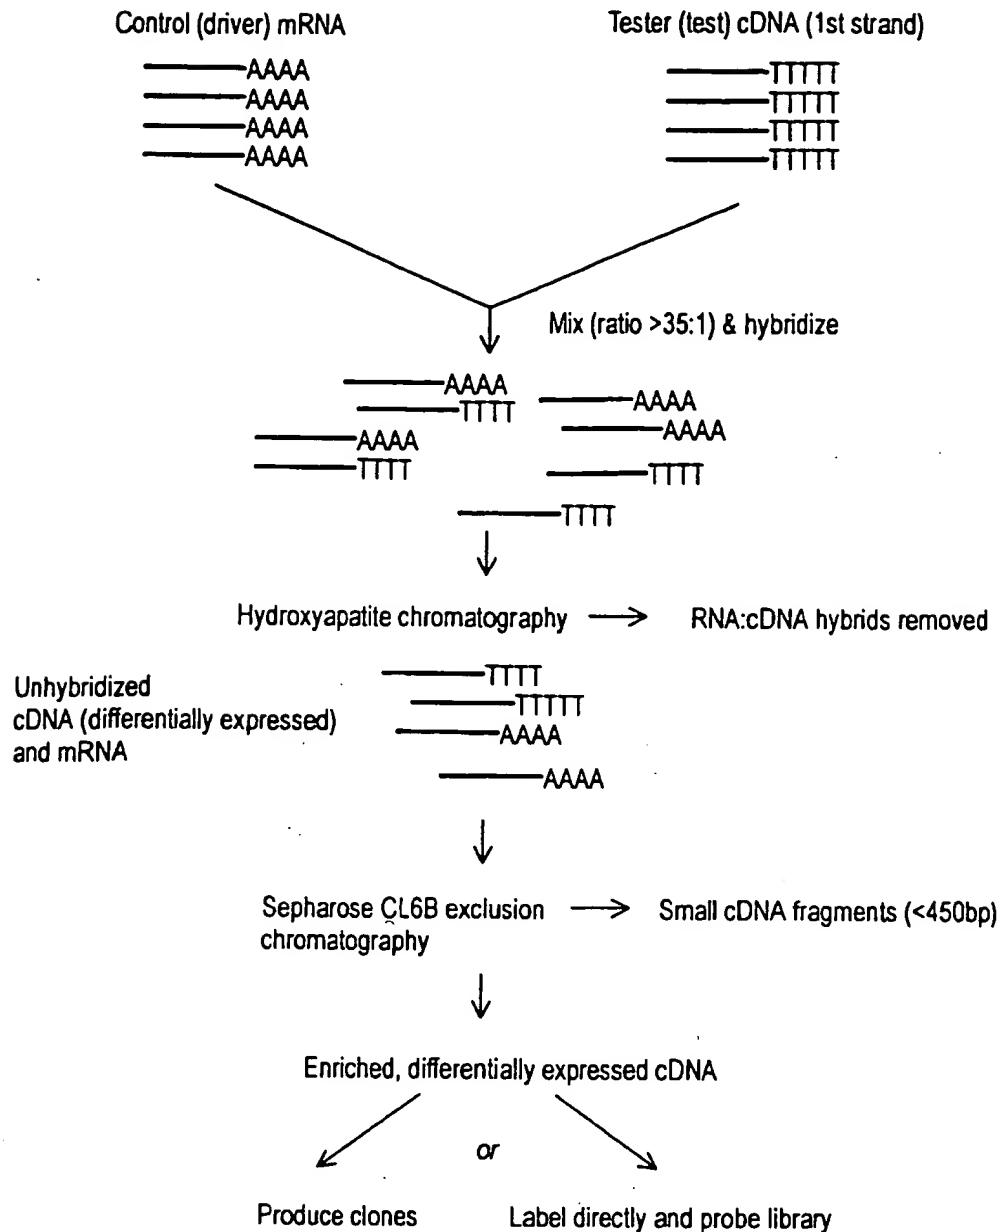 Control (driver) mRNA
Tester (test) cDNA (1st strand)
AAAA
AAAA
AAAA
AAAA
TTTTT
TTTTT
TTTTT
TTTTT
Mix (ratio >35:1) & hybridize
AAAA
TTTT
AAAA
AAAA
AAAA
TTTT
TTTT
TTTT
Hydroxyapatite chromatography
RNA:cDNA hybrids removed
Unhybridized
cDNA (differentially expressed)
and mRNA
TTTT
TTTTT
AAAA
AAAA
Sepharose CL6B exclusion
chromatography
Small cDNA fragments (<450bp)
Enriched, differentially expressed cDNA
or
Produce clones
Label directly and probe library